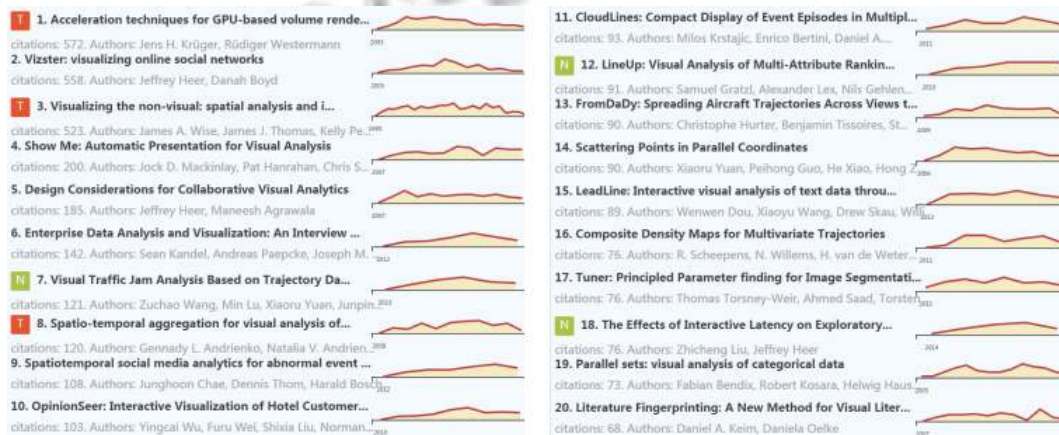 T 1. Acceleration techniques for GPU-based volume rende...
citations: 572. Authors: Jens H. Krüger, Rüdiger Westermann
2. Vizster: visualizing online social networks
citations: 558. Authors: Jeffrey Heer, Danah Boyd
T 3. Visualizing the non-visual: spatial analysis and i...
citations: 523. Authors: James A. Wise, James J. Thomas, Kelly Pe...
4. Show Me: Automatic Presentation for Visual Analysis
citations: 200. Authors: Jock D. Mackinlay, Pat Hanrahan, Chris S...
2007
5. Design Considerations for Collaborative Visual Analytics
citations: 185. Authors: Jeffrey Heer, Maneesh Agrawala
2007
6. Enterprise Data Analysis and Visualization: An Interview ...
citations: 142. Authors: Sean Kandel, Andreas Paepcke, Joseph M.
2012
N 7. Visual Traffic Jam Analysis Based on Trajectory Da...
citations: 121. Authors: Zuchao Wang, Min Lu, Xiaoru Yuan, Junpin...
2013
T 8. Spatio-temporal aggregation for visual analysis of...
citations: 120. Authors: Gennady L. Andrienko, Natalia V. Andrien...
2008
9. Spatiotemporal social media analytics for abnormal event ...
citations: 108. Authors: Junghoon Chae, Dennis Thom, Harald Bosch
2012
10. OpinionSeer: Interactive Visualization of Hotel Customer...
citations: 103. Authors: Yingcai Wu, Furu Wei, Shixia Liu, Norman...
2010
11. CloudLines: Compact Display of Event Episodes in Multipl...
citations: 93. Authors: Milos Krstajic, Enrico Bertini, Daniel A....
2011
N 12. LineUp: Visual Analysis of Multi-Attribute Rankin...
citations: 91. Authors: Samuel Gratzl, Alexander Lex, Nils Gehlen...
2013
13. FromDaDy: Spreading Aircraft Trajectories Across Views t...
citations: 90. Authors: Christophe Hurter, Benjamin Tissoires, St...
2009
14. Scattering Points in Parallel Coordinates
citations: 90. Authors: Xiaoru Yuan, Peihong Guo, He Xiao, Hong Z...
2009
15. LeadLine: Interactive visual analysis of text data throu...
citations: 89. Authors: Wenwen Dou, Xiaoyu Wang, Drew Skau, Willi...
2012
16. Composite Density Maps for Multivariate Trajectories
citations: 76. Authors: R. Scheepens, N. Willems, H. van de Weter...
2011
17. Tuner: Principled Parameter finding for Image Segmentati...
citations: 76. Authors: Thomas Torsney-Weir, Ahmed Saad, Torsten
N 18. The Effects of Interactive Latency on Exploratory...
citations: 76. Authors: Zhicheng Liu, Jeffrey Heer
2014
19. Parallel sets: visual analysis of categorical data
citations: 73. Authors: Fabian Bendix, Robert Kosara, Helwig Haus
2005
20. Literature Fingerprinting: A New Method for Visual Liter...
citations: 68. Authors: Daniel A. Keim, Daniela Oelke
2007